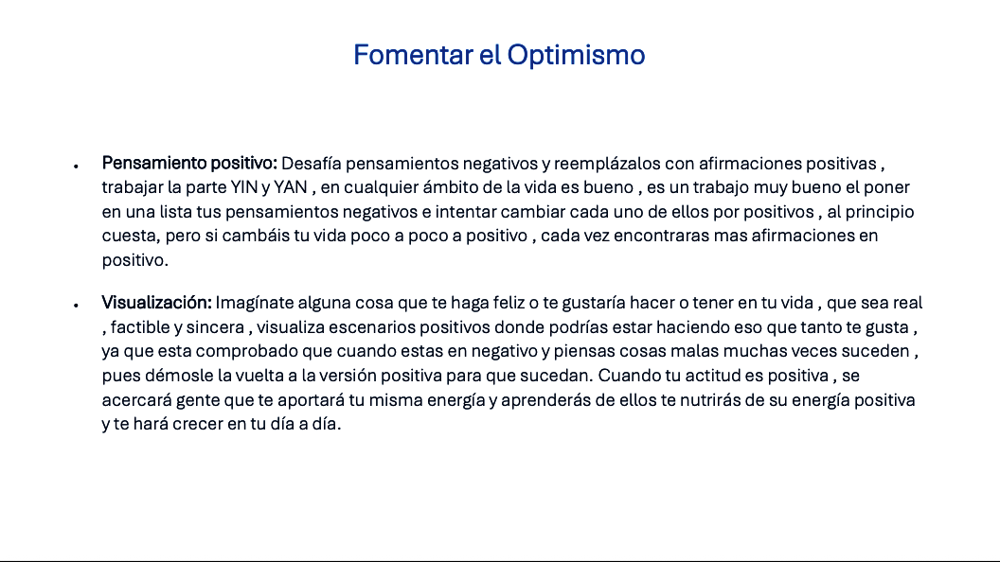 Fomentar el Optimismo
• Pensamiento positivo: Desafía pensamientos negativos y reemplázalos con afirmaciones positivas ,
trabajar la parte YIN y YAN , en cualquier ámbito de la vida es bueno , es un trabajo muy bueno el poner
en una lista tus pensamientos negativos e intentar cambiar cada uno de ellos por positivos , al principio
cuesta, pero si cambáis tu vida poco a poco a positivo , cada vez encontraras mas afirmaciones en
positivo.
• Visualización: Imagínate alguna cosa que te haga feliz o te gustaría hacer o tener en tu vida , que sea real
, factible y sincera , visualiza escenarios positivos donde podrías estar haciendo eso que tanto te gusta ,
ya que esta comprobado que cuando estas en negativo y piensas cosas malas muchas veces suceden ,
pues démosle la vuelta a la versión positiva para que sucedan. Cuando tu actitud es positiva , se
acercará gente que te aportará tu misma energía y aprenderás de ellos te nutrirás de su energía positiva
y te hará crecer en tu día a día.